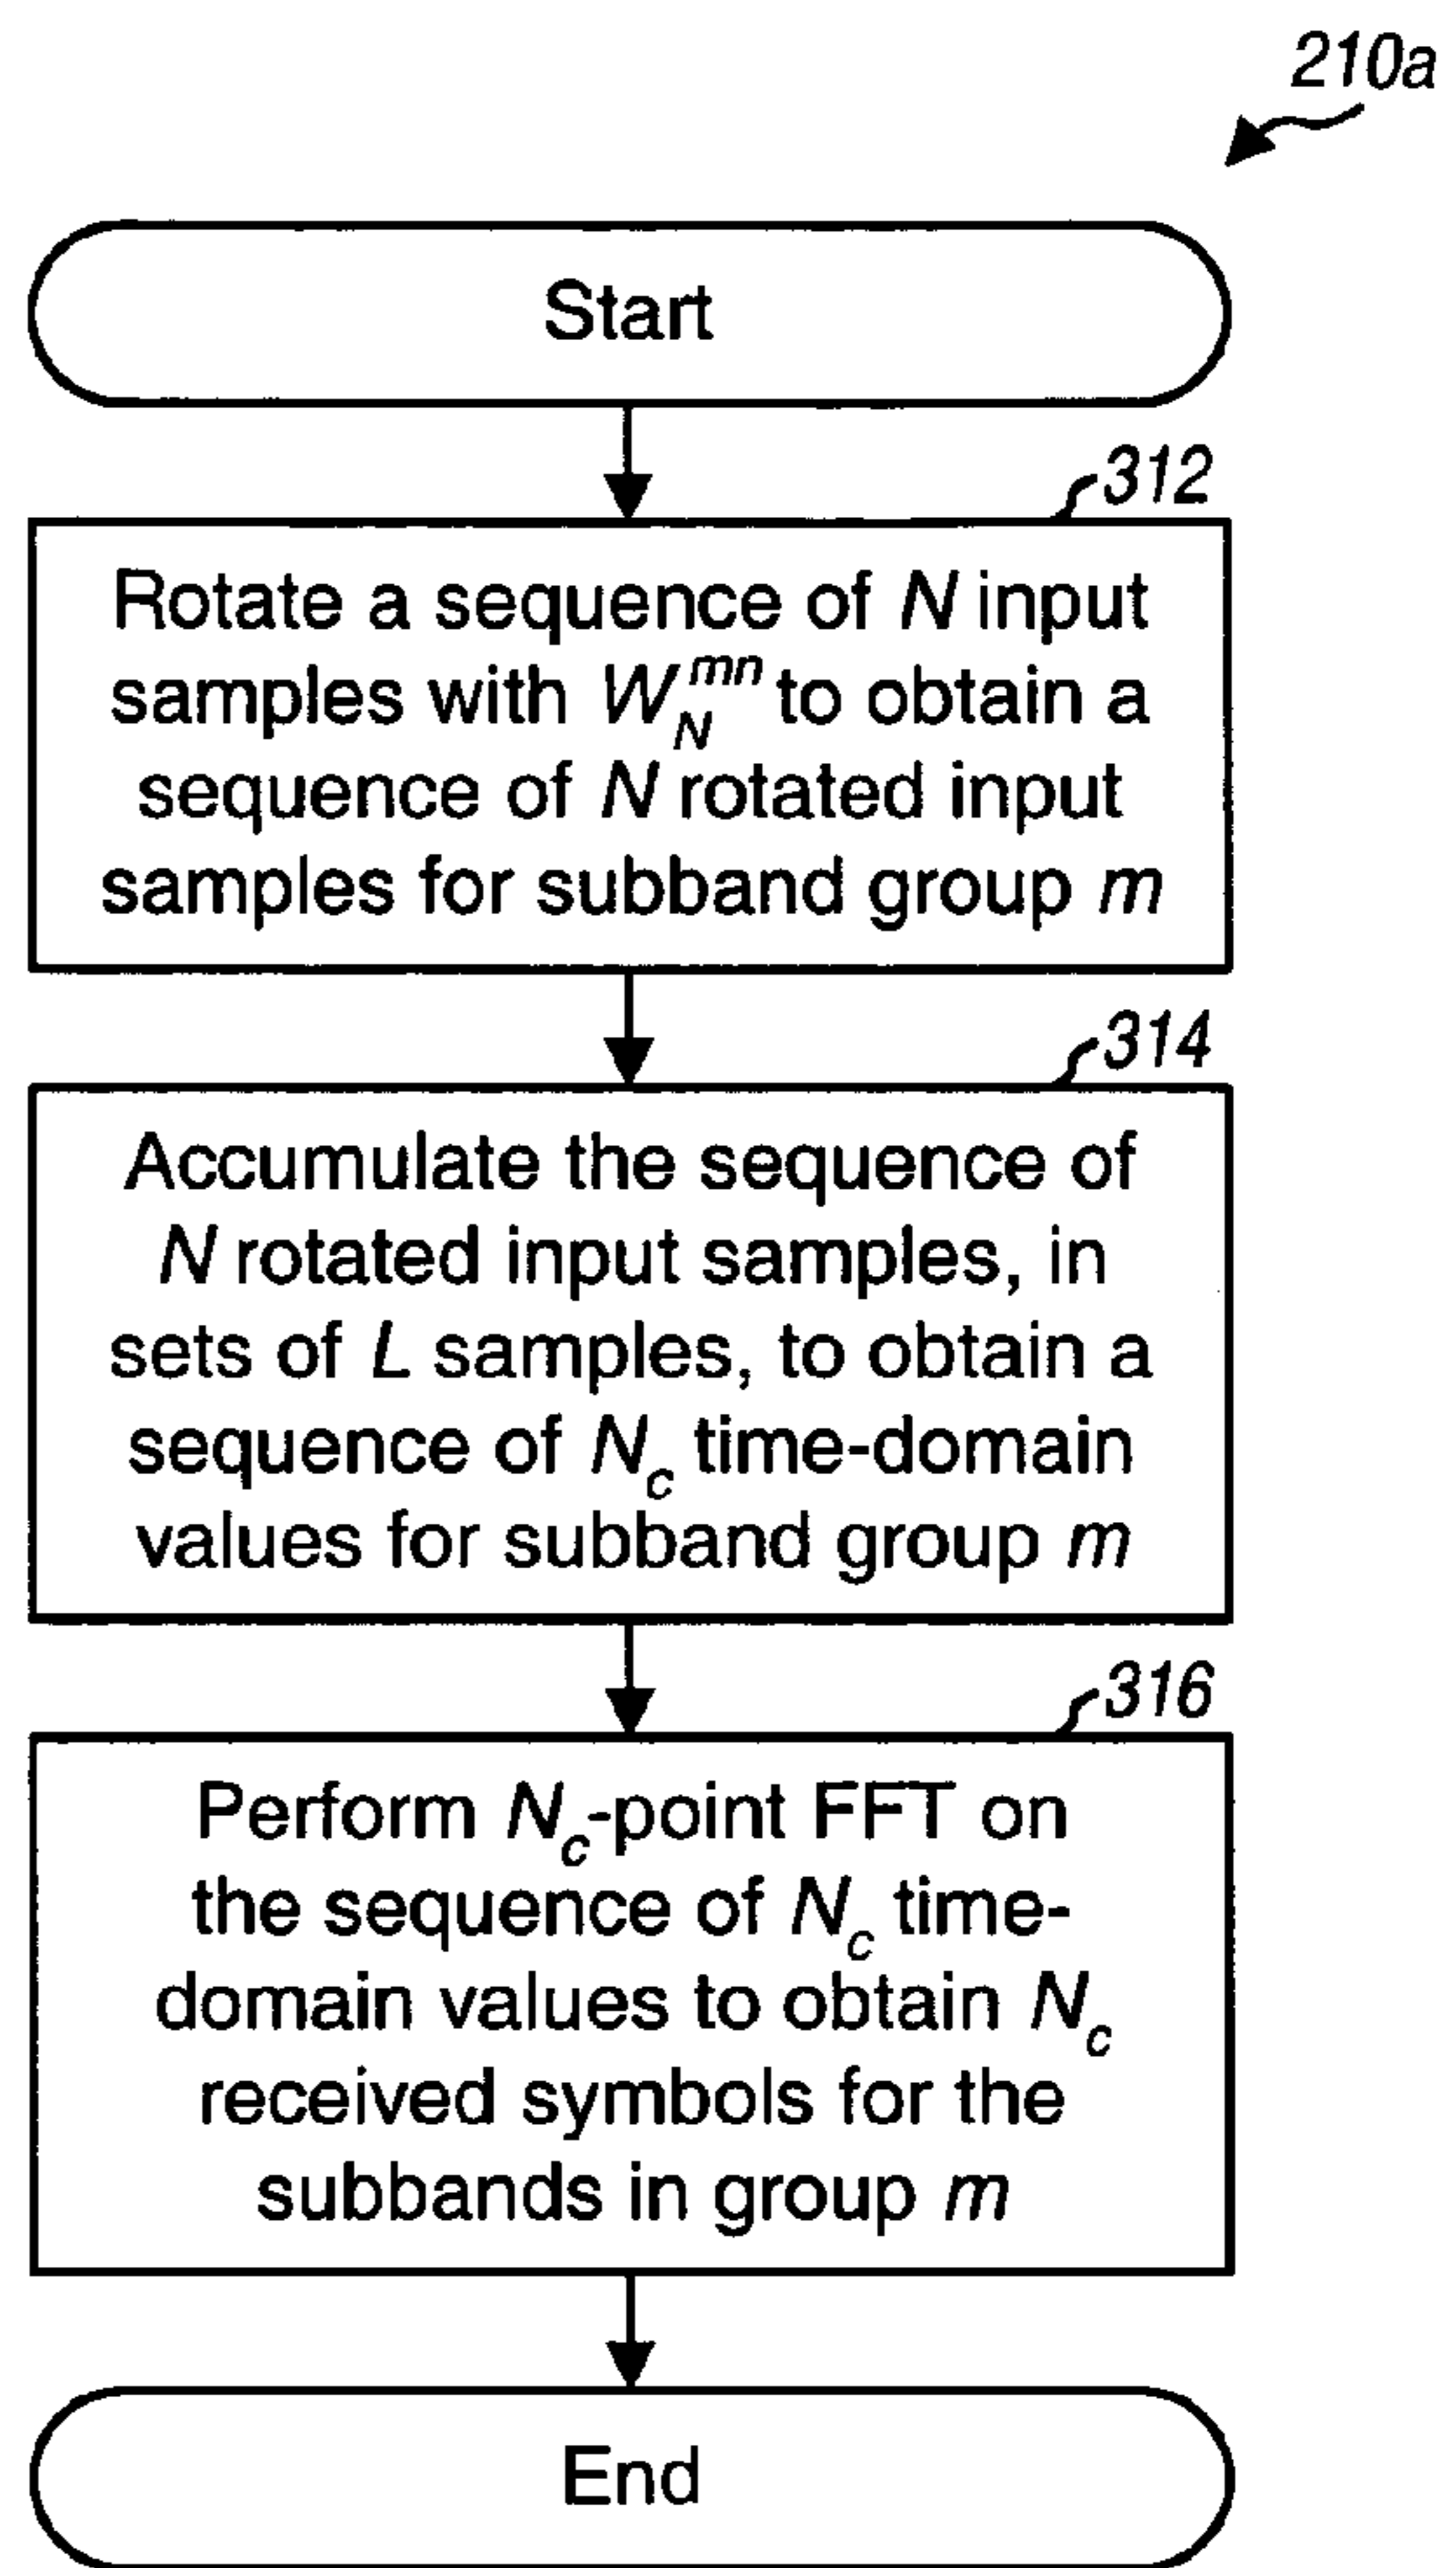 210a
Start
312
Rotate a sequence of N input
samples with W_N^{mn} to obtain a
sequence of N rotated input
samples for subband group m
314
Accumulate the sequence of
N rotated input samples, in
sets of L samples, to obtain a
sequence of N_c time-domain
values for subband group m
316
Perform N_c-point FFT on
the sequence of N_c time-
domain values to obtain N_c
received symbols for the
subbands in group m
End